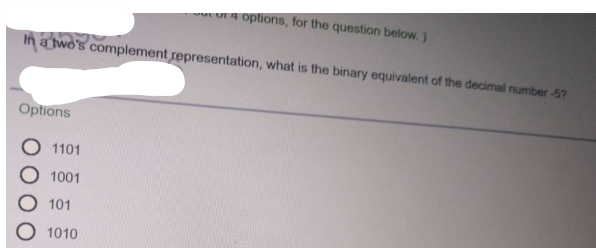 4 options, for the question below. )
In a two's complement representation, what is the binary equivalent of the decimal number -5?
Options
1101
1001
101
1010